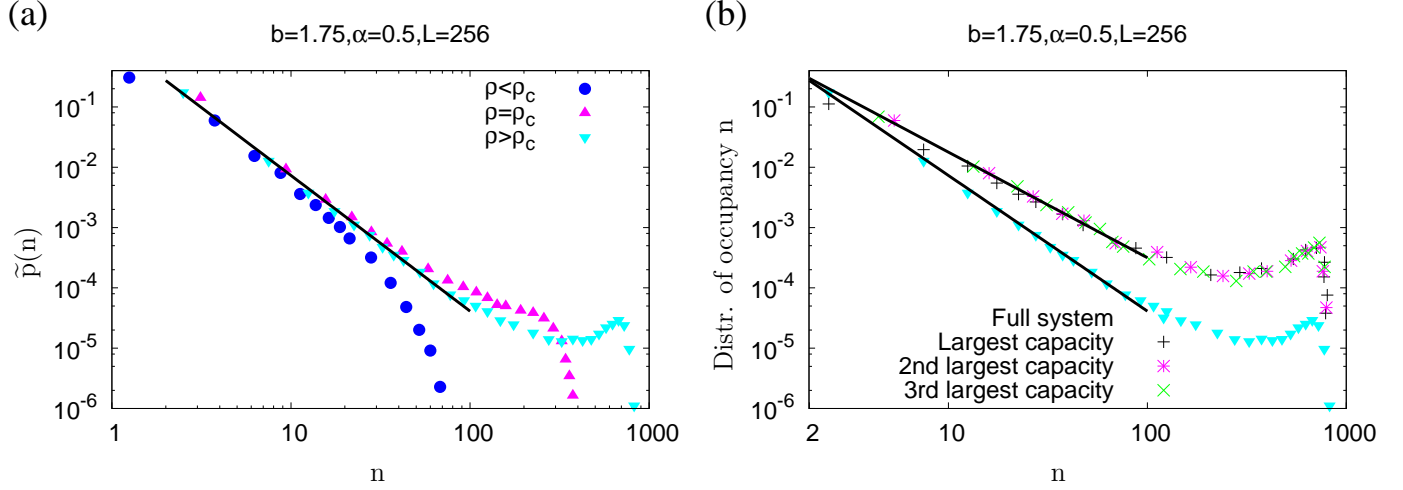 (a)
b=1.75,α=0.5,L=256
ρ<ρc
ρ=ρc
ρ>ρc
10-1
10-2
10-3
10-4
10-5
10-6
p̃(n)
1
10
100
1000
n
(b)
b=1.75,α=0.5,L=256
10-1
10-2
10-3
10-4
10-5
10-6
Distr. of occupancy n
Full system
Largest capacity
2nd largest capacity
3rd largest capacity
2
10
100
1000
n